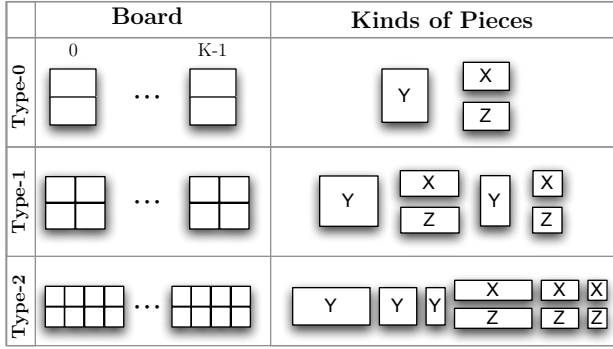 Board Kinds of Pieces
Type-0
0 ... K-1
Y X
Z
Type-1
...
Y X Y X
Z Z
Type-2
...
Y Y Y X X X
Z Z Z